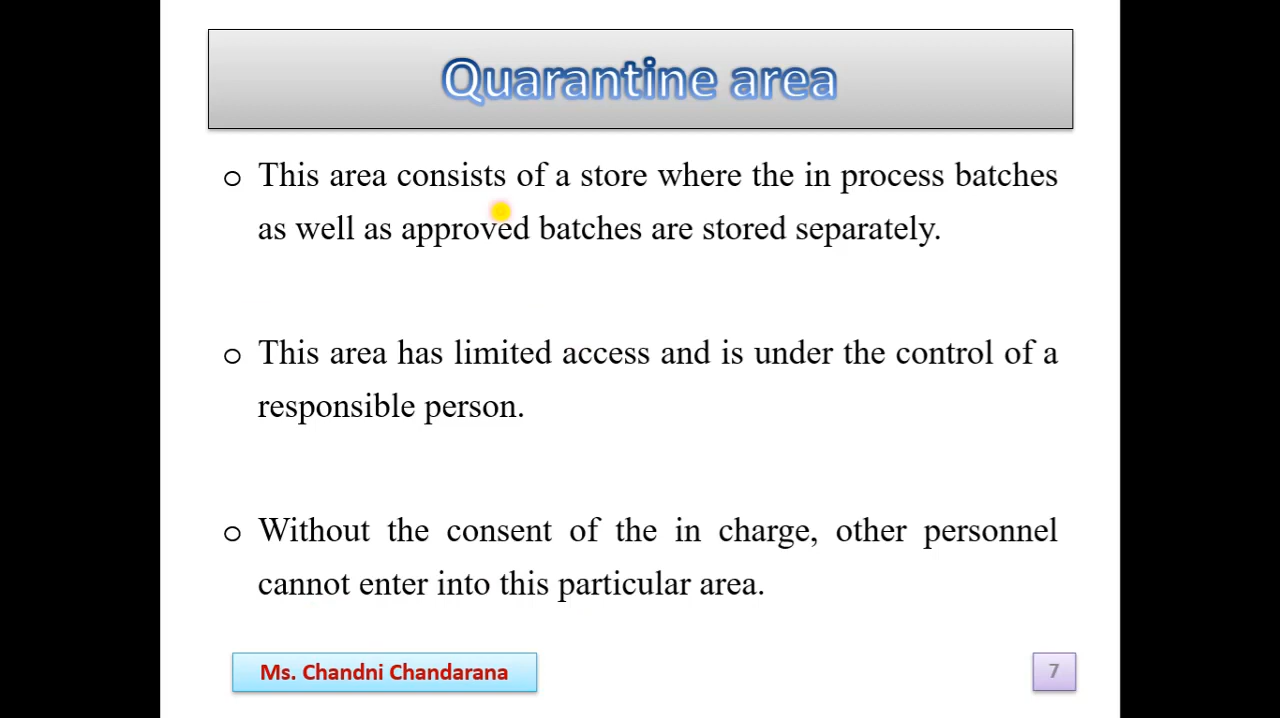 Quarantine area
o This area consists of a store where the in process batches
as well as approved batches are stored separately.
o This area has limited access and is under the control of a
responsible person.
o Without the consent of the in charge, other personnel
cannot enter into this particular area.
Ms. Chandni Chandarana
7